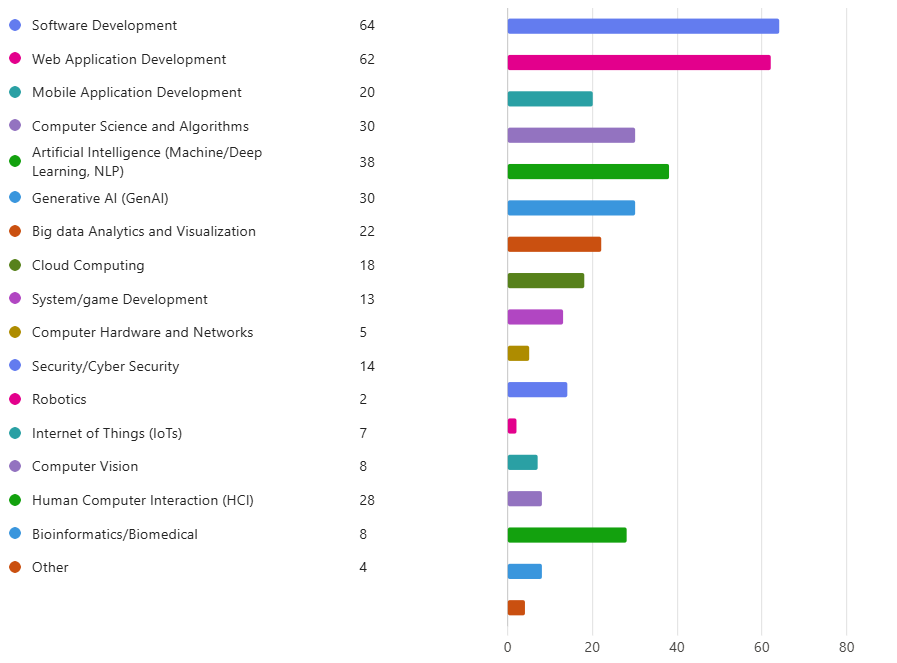 Software Development 64
Web Application Development 62
Mobile Application Development 20
Computer Science and Algorithms 30
Artificial Intelligence (Machine/Deep
Learning, NLP) 38
Generative AI (GenAI) 30
Big data Analytics and Visualization 22
Cloud Computing 18
System/game Development 13
Computer Hardware and Networks 5
Security/Cyber Security 14
Robotics 2
Internet of Things (IoTs) 7
Computer Vision 8
Human Computer Interaction (HCI) 28
Bioinformatics/Biomedical 8
Other 4
0 20 40 60 80